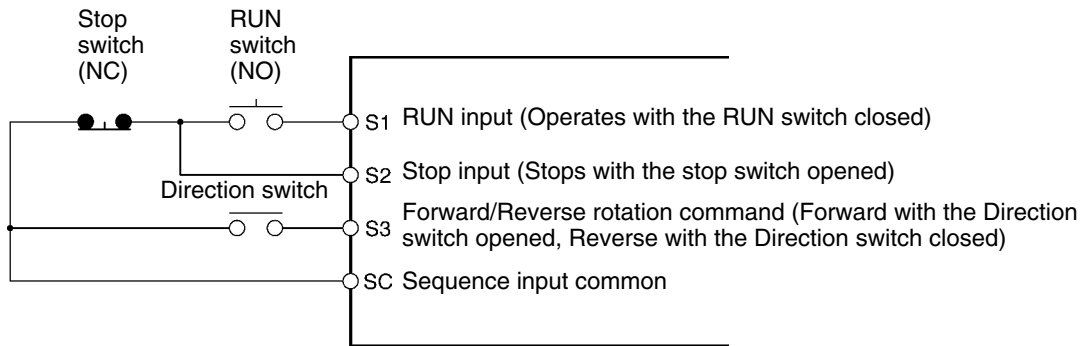 Stop
switch
(NC)
RUN
switch
(NO)
S1 RUN input (Operates with the RUN switch closed)
S2 Stop input (Stops with the stop switch opened)
Direction switch
S3 Forward/Reverse rotation command (Forward with the Direction
switch opened, Reverse with the Direction switch closed)
SC Sequence input common